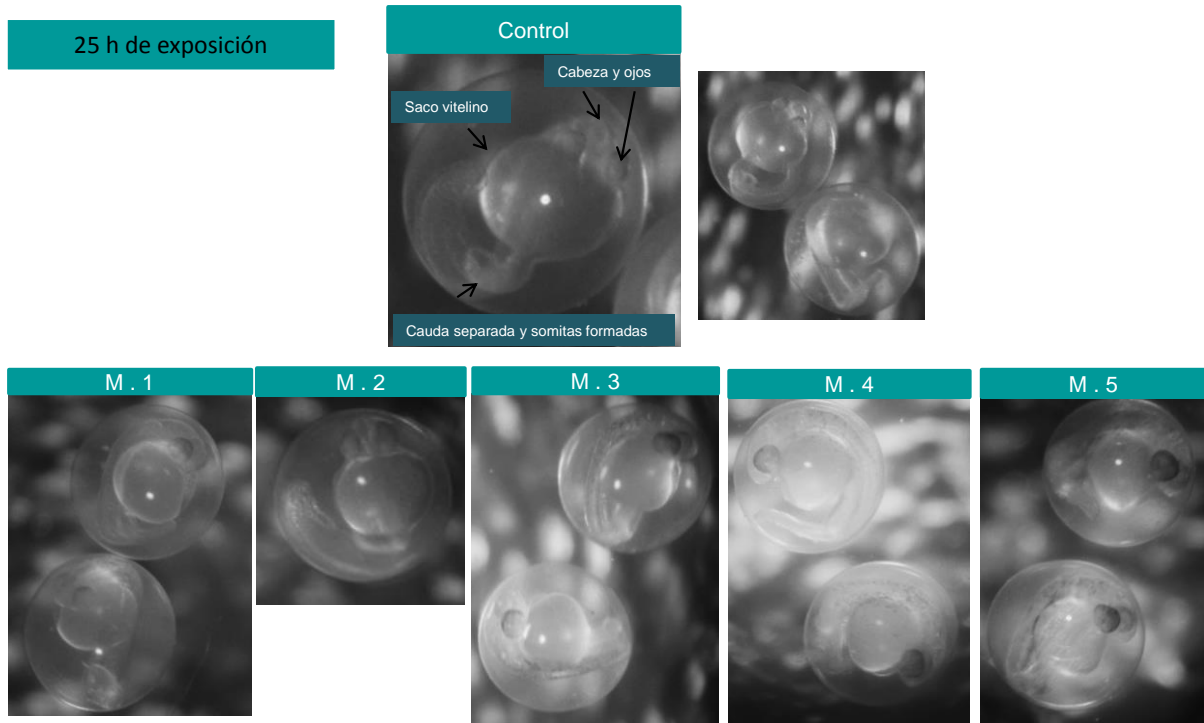 25 h de exposición
Control
Cabeza y ojos
Saco vitelino
Cauda separada y somitas formadas
M . 1
M . 2
M . 3
M . 4
M . 5